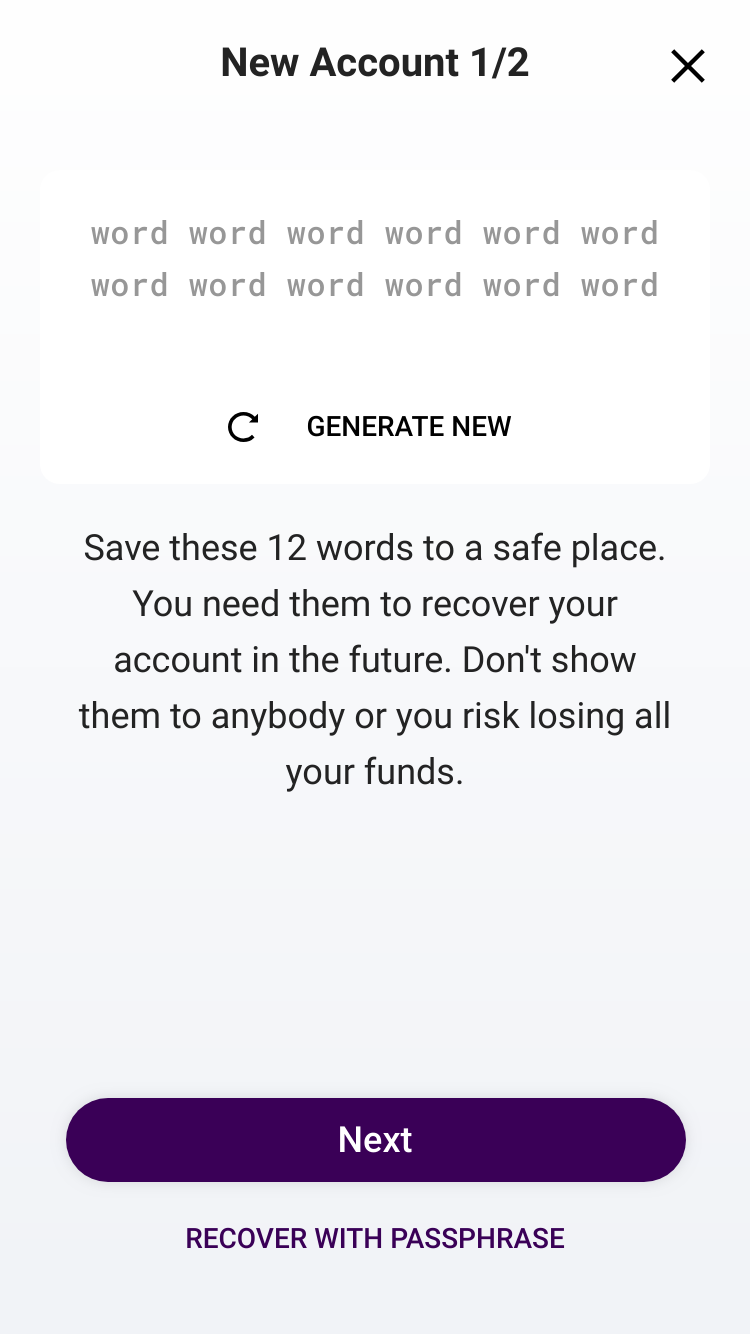 New Account 1/2
word word word word word word
word word word word word word
GENERATE NEW
Save these 12 words to a safe place.
You need them to recover your
account in the future. Don't show
them to anybody or you risk losing all
your funds.
Next
RECOVER WITH PASSPHRASE